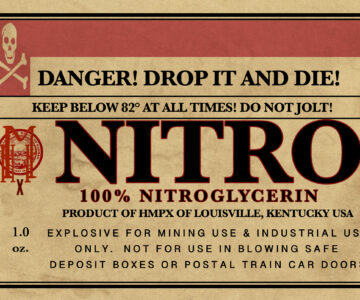 DANGER! DROP IT AND DIE!
KEEP BELOW 82° AT ALL TIMES! DO NOT JOLT!
NITRO
100% NITROGLYCERIN
PRODUCT OF HMPX OF LOUISVILLE, KENTUCKY USA
1.0
oz.
EXPLOSIVE FOR MINING USE & INDUSTRIAL US
ONLY. NOT FOR USE IN BLOWING SAFE
DEPOSIT BOXES OR POSTAL TRAIN CAR DOORS